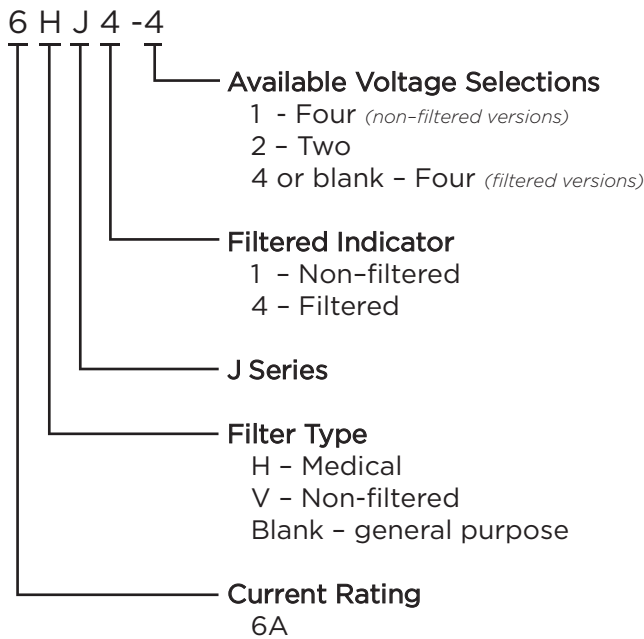 6 H J 4 -4
Available Voltage Selections
1 - Four (non–filtered versions)
2 – Two
4 or blank – Four (filtered versions)
Filtered Indicator
1 – Non–filtered
4 – Filtered
J Series
Filter Type
H – Medical
V – Non-filtered
Blank – general purpose
Current Rating
6A